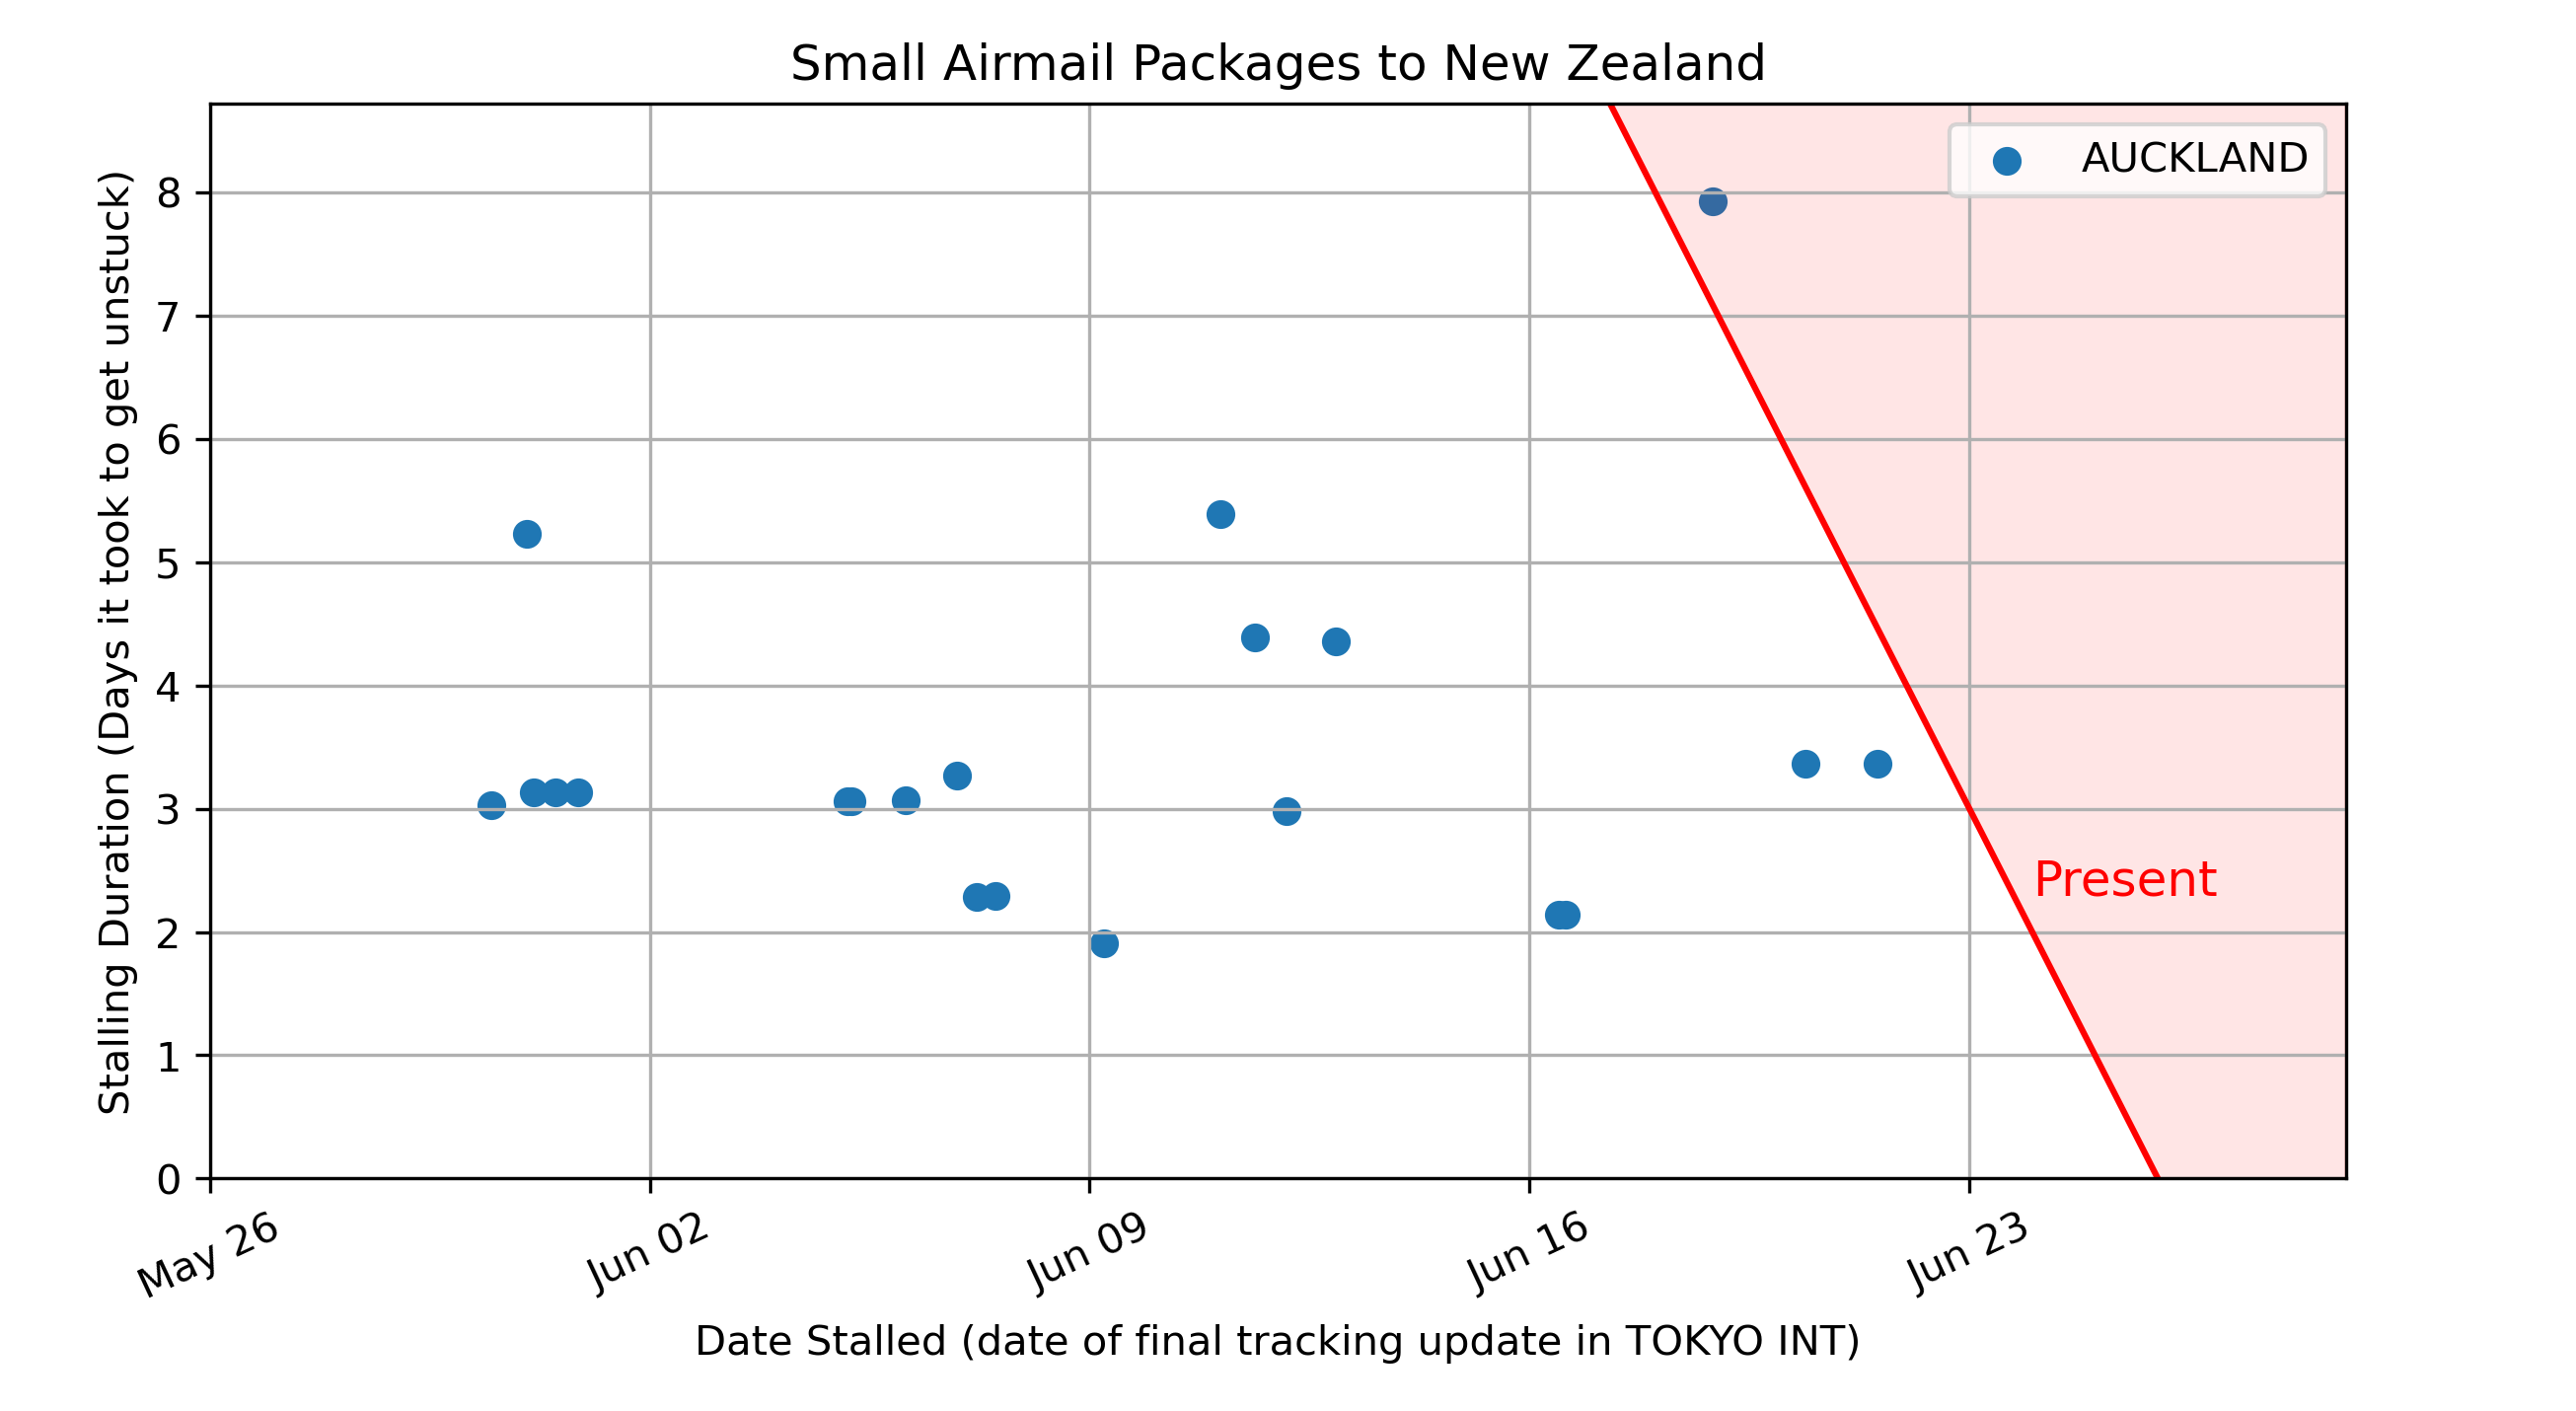 Small Airmail Packages to New Zealand
AUCKLAND
Stalling Duration (Days it took to get unstuck)
8
7
6
5
4
3
2
1
0
Present
May 26
Jun 02
Jun 09
Jun 16
Jun 23
Date Stalled (date of final tracking update in TOKYO INT)